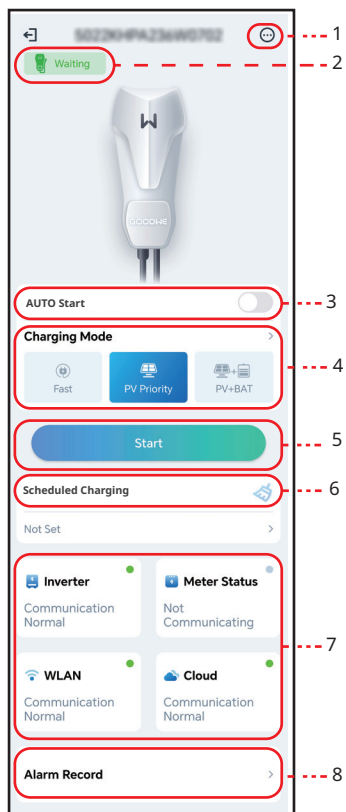 1
Waiting
2
GOODWE
AUTO Start
3
Charging Mode
Fast
PV Priority
PV+BAT
4
Start
5
Scheduled Charging
6
Not Set
Inverter
Communication
Normal
Meter Status
Not
Communicating
7
WLAN
Communication
Normal
Cloud
Communication
Normal
Alarm Record
8